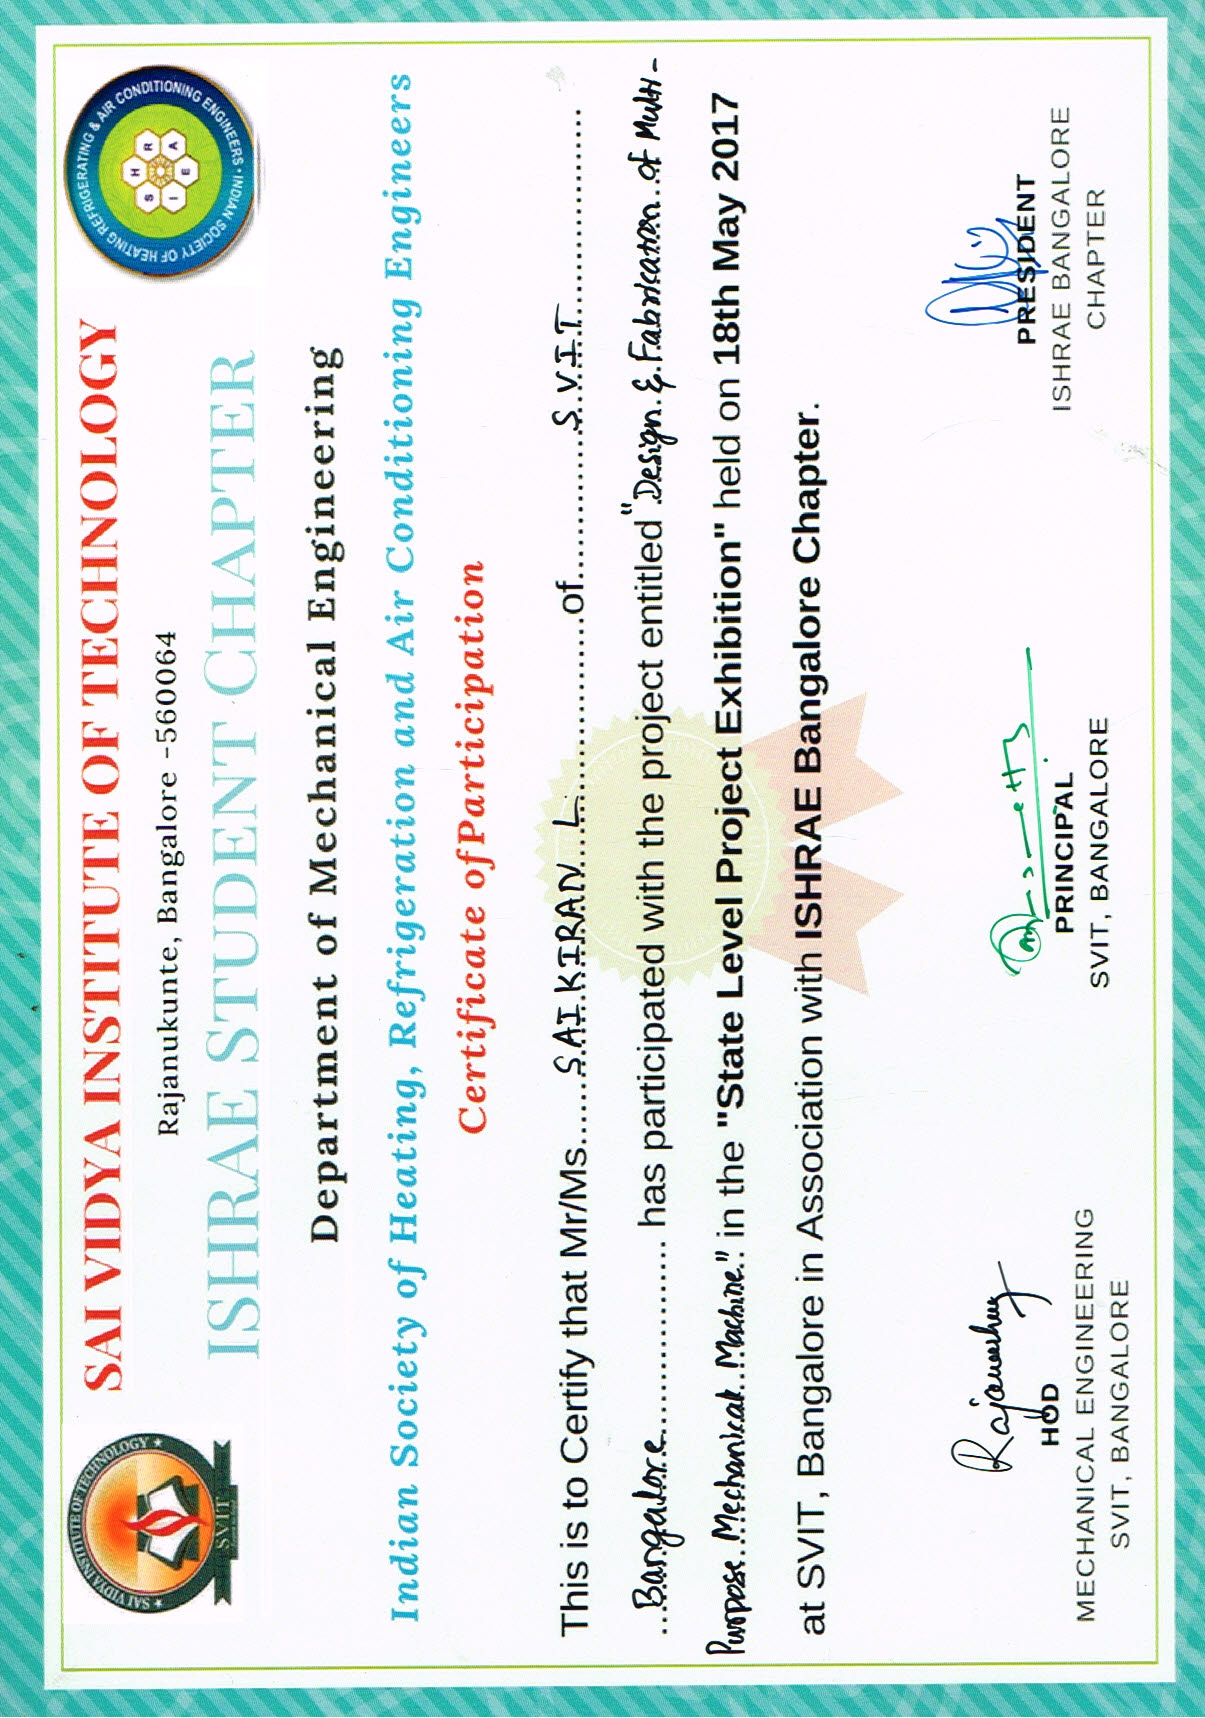 SAI VIDYA INSTITUTE OF TECHNOLOGY
Rajanukunte, Bangalore -560064
ISHRAE STUDENT CHAPTER
Department of Mechanical Engineering
Indian Society of Heating, Refrigeration and Air Conditioning Engineers
Certificate of Participation
This is to Certify that Mr/Ms......SAI KIRAN L..............of..............S V I T....................
...Bangalore................ has participated with the project entitled "Design & Fabrication of Multi-
Purpose Mechanical Machine" in the "State Level Project Exhibition" held on 18th May 2017
at SVIT, Bangalore in Association with ISHRAE Bangalore Chapter.
HOD
MECHANICAL ENGINEERING
SVIT, BANGALORE
PRINCIPAL
SVIT, BANGALORE
PRESIDENT
ISHRAE BANGALORE
CHAPTER
★ SAI VIDYA INSTITUTE OF TECHNOLOGY ★
SVIT
INDIAN SOCIETY OF HEATING REFRIGERATING & AIR CONDITIONING ENGINEERS •
I S H R A E